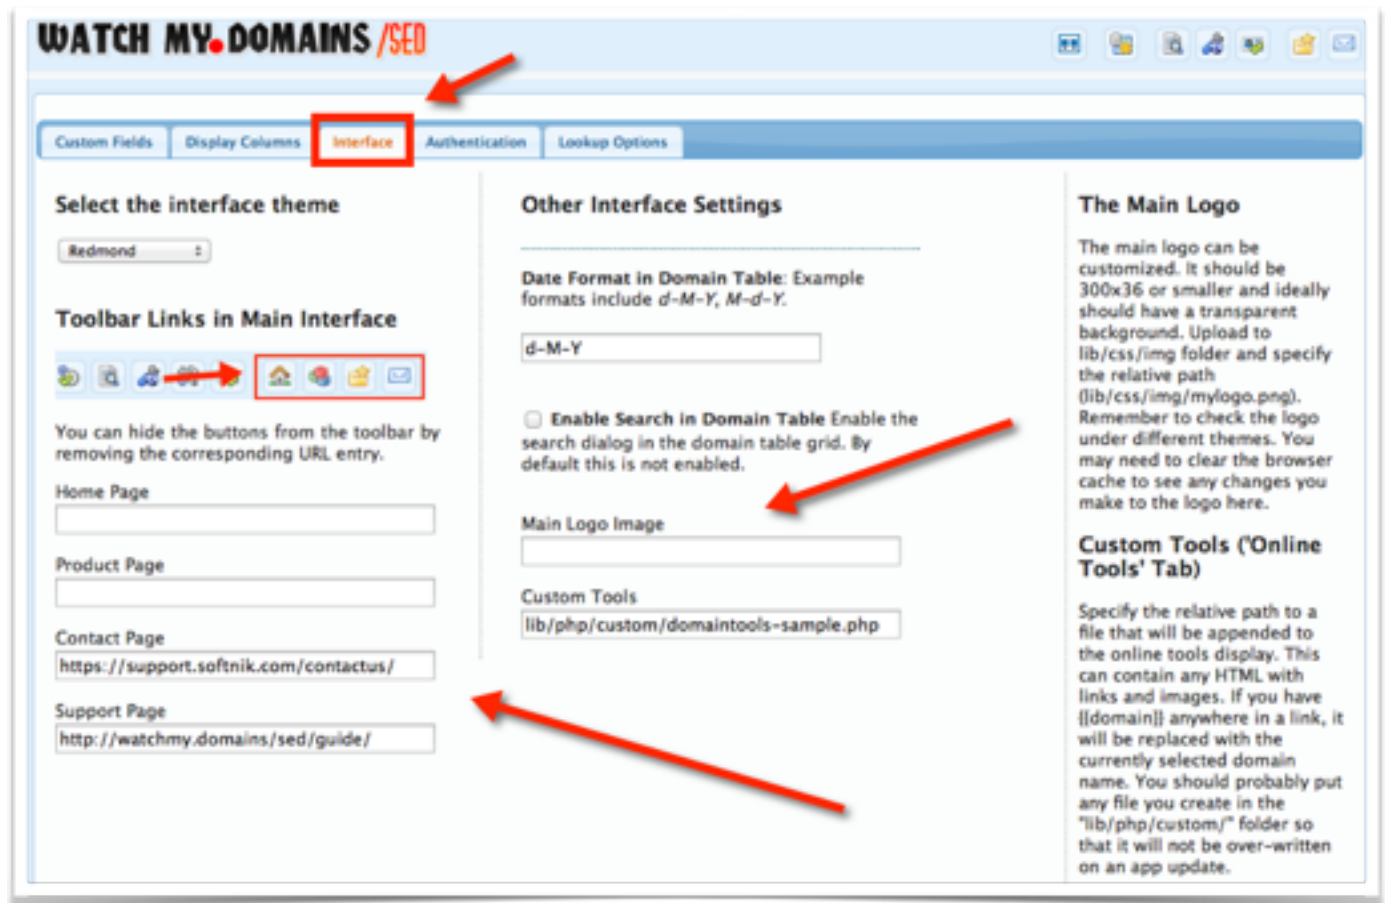 WATCH MY.DOMAINS /SED
Custom Fields
Display Columns
Interface
Authentication
Lookup Options
Select the interface theme
Redmond
Toolbar Links in Main Interface
You can hide the buttons from the toolbar by
removing the corresponding URL entry.
Home Page
Product Page
Contact Page
https://support.softnik.com/contactus/
Support Page
http://watchmy.domains/sed/guide/
Other Interface Settings
Date Format in Domain Table: Example
formats include d-M-Y, M-d-Y.
d-M-Y
Enable Search in Domain Table Enable the
search dialog in the domain table grid. By
default this is not enabled.
Main Logo Image
Custom Tools
lib/php/custom/domaintools-sample.php
The Main Logo
The main logo can be
customized. It should be
300x36 or smaller and ideally
should have a transparent
background. Upload to
lib/css/img folder and specify
the relative path
(lib/css/img/mylogo.png).
Remember to check the logo
under different themes. You
may need to clear the browser
cache to see any changes you
make to the logo here.
Custom Tools ('Online
Tools' Tab)
Specify the relative path to a
file that will be appended to
the online tools display. This
can contain any HTML with
links and images. If you have
{[domain]} anywhere in a link, it
will be replaced with the
currently selected domain
name. You should probably put
any file you create in the
"lib/php/custom/" folder so
that it will not be over-written
on an app update.